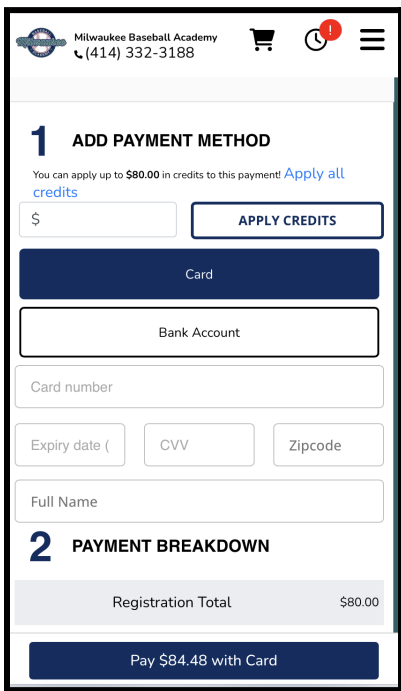 Milwaukee Baseball Academy
(414) 332-3188
!
1 ADD PAYMENT METHOD
You can apply up to $80.00 in credits to this payment! Apply all
credits
$ APPLY CREDITS
Card
Bank Account
Card number
Expiry date ( CVV Zipcode
Full Name
2 PAYMENT BREAKDOWN
Registration Total $80.00
Pay $84.48 with Card